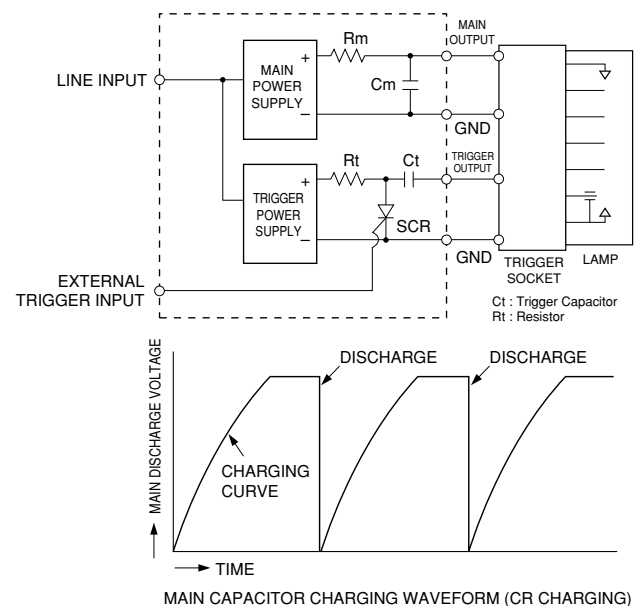 LINE INPUT
EXTERNAL
TRIGGER INPUT
MAIN
POWER
SUPPLY
+
−
TRIGGER
POWER
SUPPLY
+
−
Rm
Cm
Rt
Ct
SCR
MAIN
OUTPUT
GND
TRIGGER
OUTPUT
GND
TRIGGER
SOCKET
LAMP
Ct : Trigger Capacitor
Rt : Resistor
MAIN DISCHARGE VOLTAGE
DISCHARGE
DISCHARGE
CHARGING
CURVE
TIME
MAIN CAPACITOR CHARGING WAVEFORM (CR CHARGING)